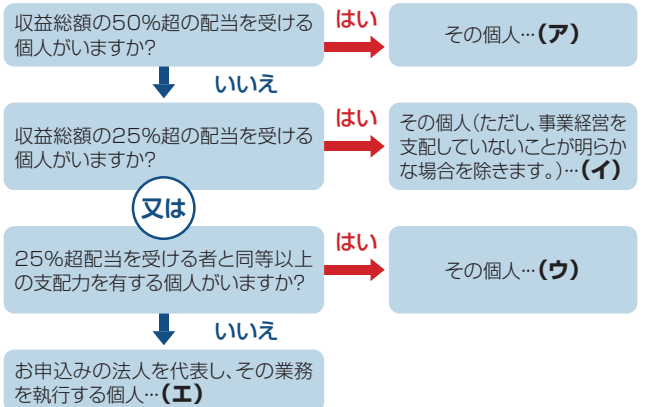 収益総額の50%超の配当を受ける
個人がいますか?
はい
その個人…(ア)
いいえ
収益総額の25%超の配当を受ける
個人がいますか?
はい
その個人(ただし、事業経営を
支配していないことが明らか
な場合を除きます。)…(イ)
又は
25%超配当を受ける者と同等以上
の支配力を有する個人がいますか?
はい
その個人…(ウ)
いいえ
お申込みの法人を代表し、その業務
を執行する個人…(エ)